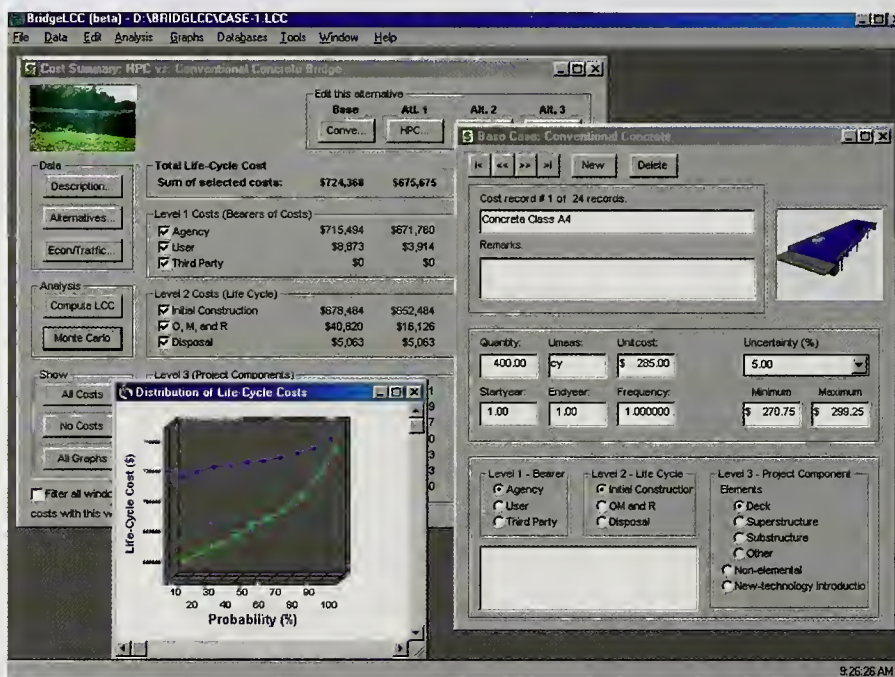 BridgeLCC (beta) - D:\BRIDGLCC\CASE-1.LCC
File Data Edit Analysis Graphs Databases Tools Window Help
Cost Summary: HPC vs. Conventional Concrete Bridge
Edit this alternative
Base Alt. 1 Alt. 2 Alt. 3
Conve... HPC...
Data
Description...
Alternatives...
Econ/Traffic...
Total Life-Cycle Cost
Sum of selected costs: $724,368 $675,675
Level 1 Costs (Bearers of Costs)
Agency $715,494 $671,760
User $8,873 $3,914
Third Party $0 $0
Analysis
Compute LCC
Monte Carlo
Level 2 Costs (Life Cycle)
Initial Construction $678,484 $652,484
O, M, and R $40,820 $16,126
Disposal $5,063 $5,063
Show
All Costs
No Costs
All Graphs
Level 3 (Project Components)
Filter all windo
costs with this w
Distribution of Life-Cycle Costs
Life-Cycle Cost ($)
10 30 50 70 90
20 40 60 80 100
Probability (%)
Base Case: Conventional Concrete
|< << >> >| New Delete
Cost record # 1 of 24 records.
Concrete Class A4
Remarks
Quantity: Umeas: Unitcost: Uncertainty (%)
400.00 cy $ 285.00 5.00
Startyear: Endyear: Frequency: Minimum Maximum
1.00 1.00 1.000000 $ 270.75 $ 299.25
Level 1 - Bearer
Agency
User
Third Party
Level 2 - Life Cycle
Initial Construction
OM and R
Disposal
Level 3 - Project Component
Elements
Deck
Superstructure
Substructure
Other
Non-elemental
New-technology Introductio
9:26:26 AM